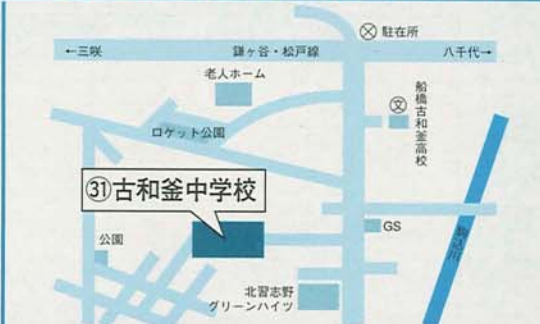 駐在所
←三咲
鎌ヶ谷・松戸線
八千代→
老人ホーム
文
船橋古和釜高校
ロケット公園
㉛古和釜中学校
公園
GS
北習志野
グリーンハイツ